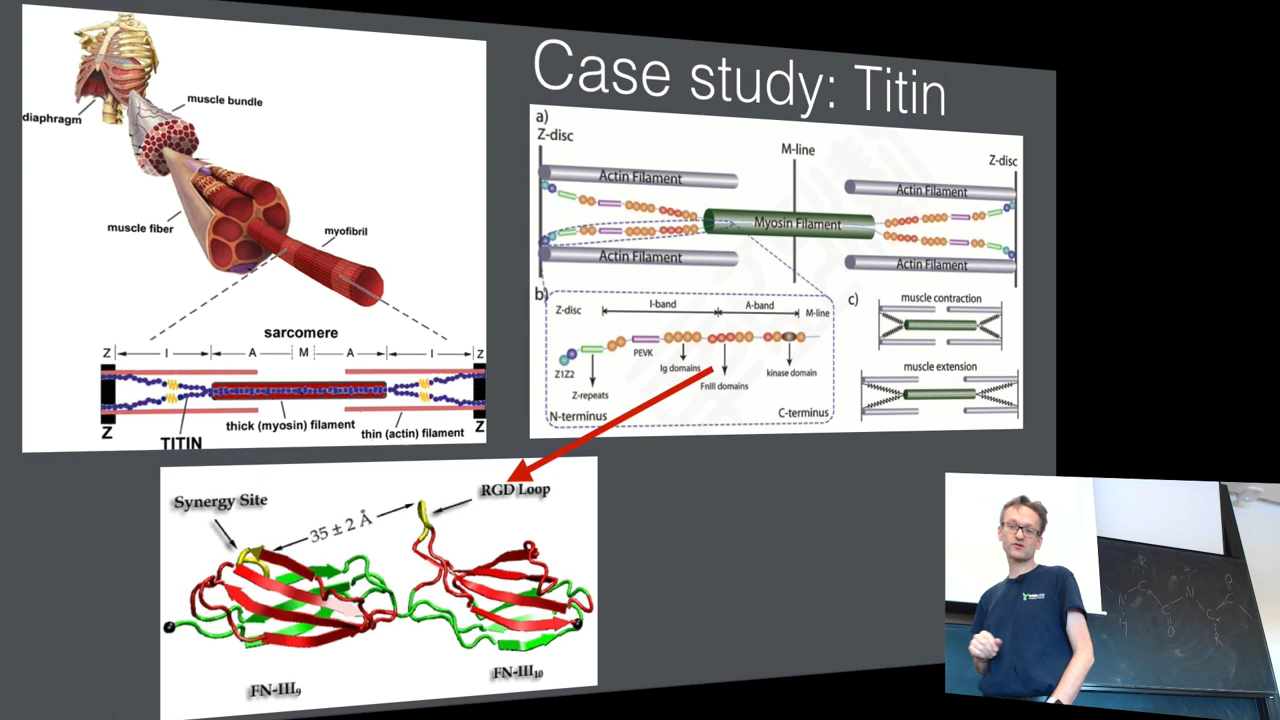 Case study: Titin
diaphragm
muscle bundle
muscle fiber
myofibril
sarcomere
Z
I
A
M
A
I
Z
Z
TITIN
thick (myosin) filament
thin (actin) filament
Z
a)
Z-disc
M-line
Z-disc
Actin Filament
Actin Filament
Myosin Filament
Actin Filament
Actin Filament
b)
Z-disc
I-band
A-band
M-line
PEVK
Z1Z2
Ig domains
kinase domain
FnIII domains
Z-repeats
N-terminus
C-terminus
c)
muscle contraction
muscle extension
Synergy Site
35 ± 2 Å
RGD Loop
FN-III₉
FN-III₁₀